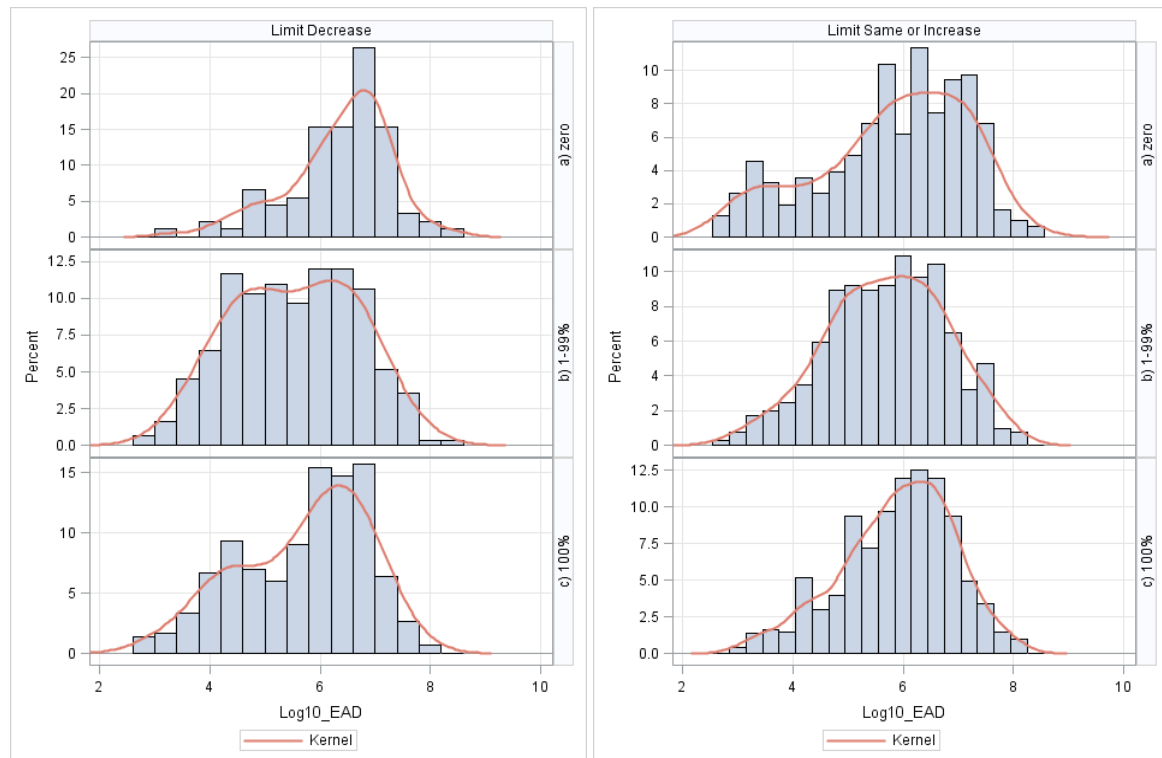 Limit Decrease
25
20
15
10
5
0
a) zero
12.5
10.0
7.5
5.0
2.5
0.0
b) 1-99%
15
10
5
0
c) 100%
Percent
2 4 6 8 10
Log10_EAD
Kernel
Limit Same or Increase
10
8
6
4
2
0
a) zero
10
8
6
4
2
0
b) 1-99%
12.5
10.0
7.5
5.0
2.5
0.0
c) 100%
Percent
2 4 6 8 10
Log10_EAD
Kernel